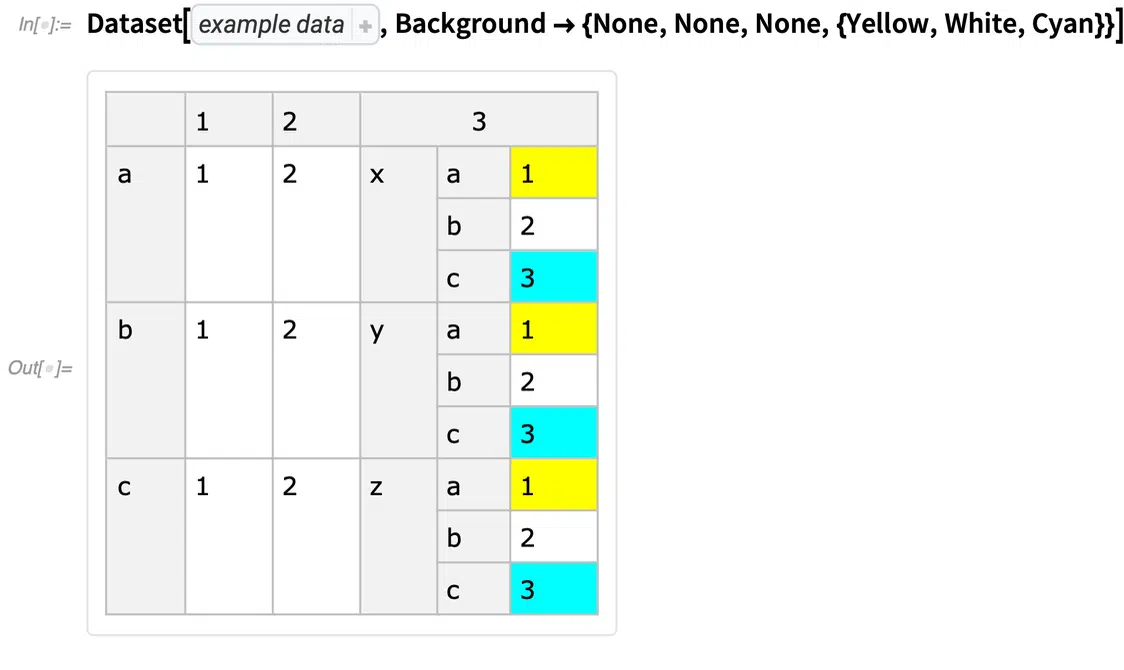 In[ ]:= Dataset[ example data + , Background → {None, None, None, {Yellow, White, Cyan}}]
1 2 3
a 1 2 x a 1
b 2
c 3
Out[ ]=
b 1 2 y a 1
b 2
c 3
c 1 2 z a 1
b 2
c 3